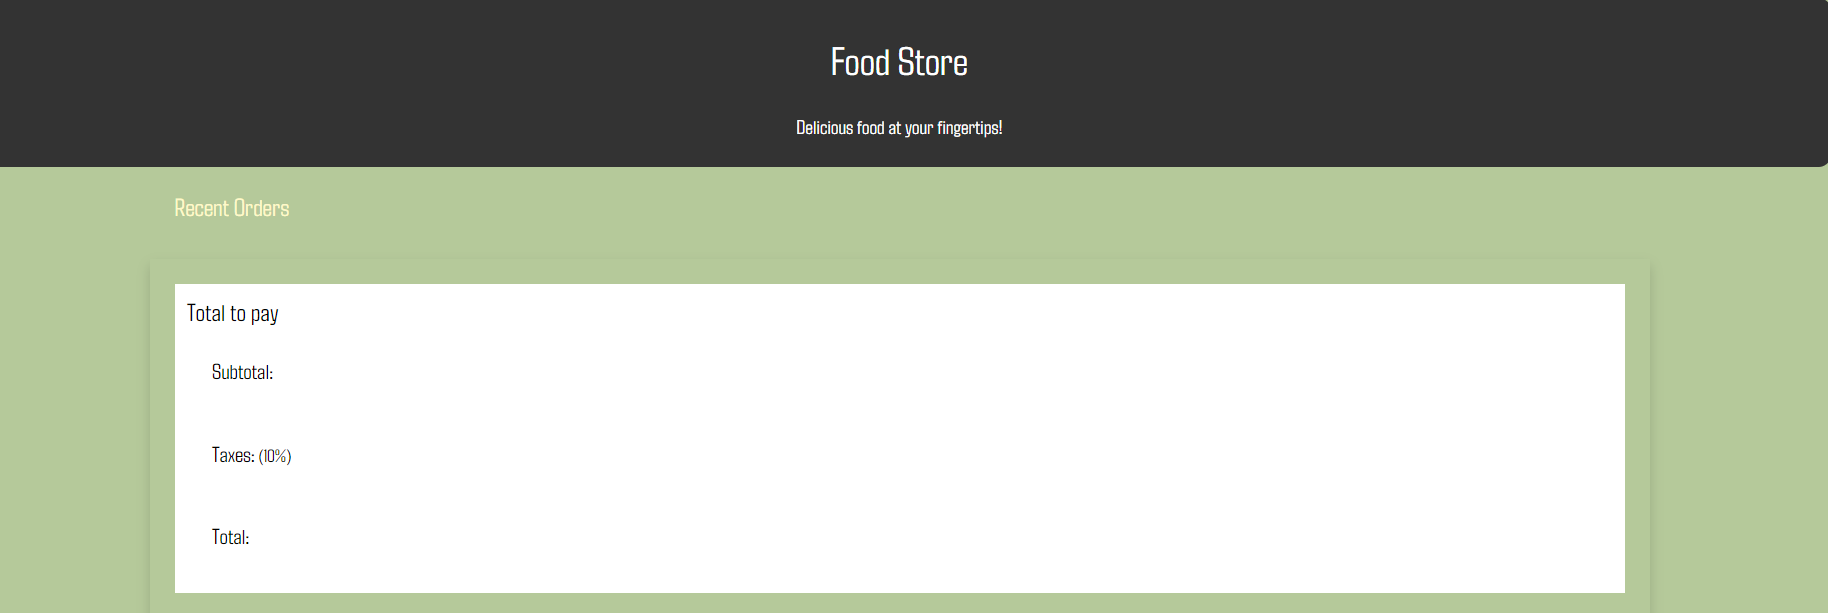 Food Store
Delicious food at your fingertips!
Recent Orders
Total to pay
Subtotal:
Taxes: (10%)
Total: